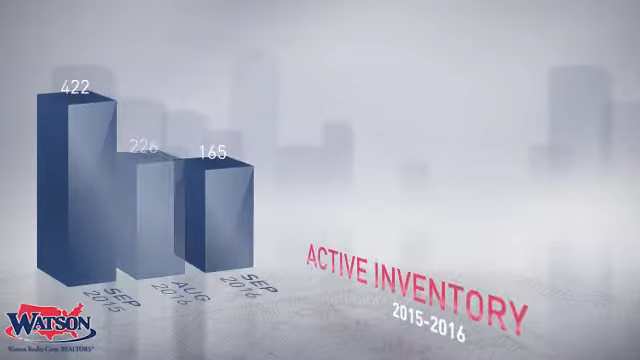 422
226
165
SEP
2015
AUG
2016
SEP
2016
ACTIVE INVENTORY
2015-2016
WATSON
Watson Realty Corp. REALTORS®